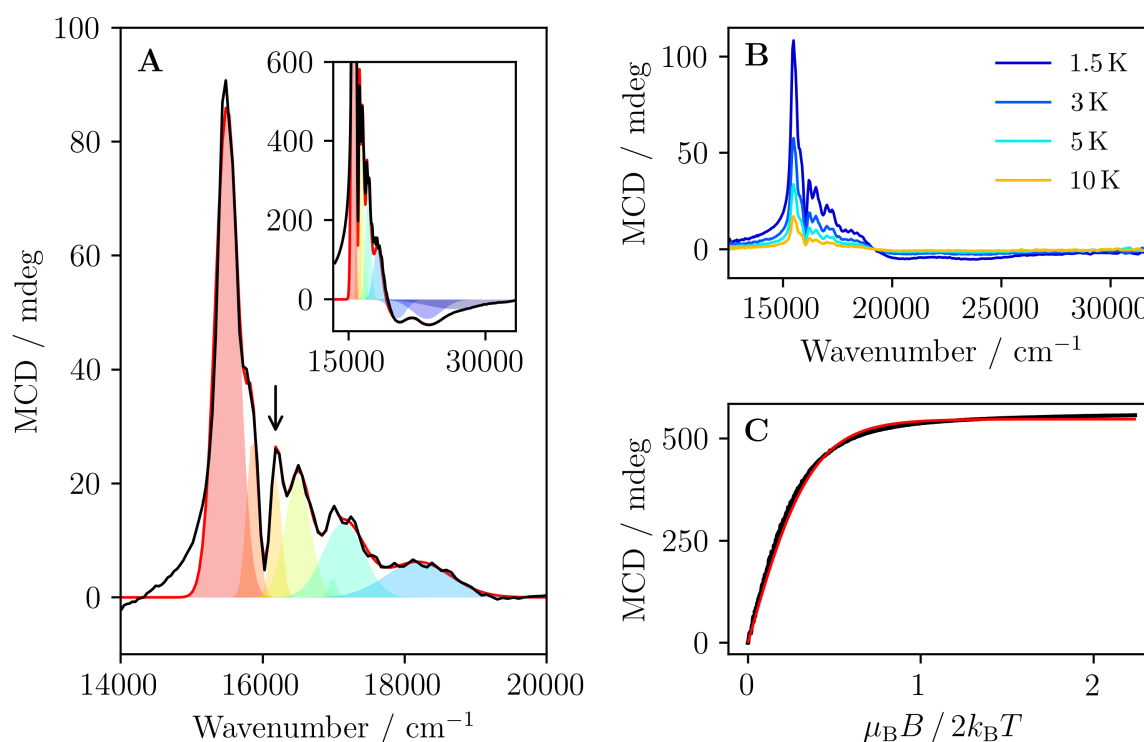 A
100
80
60
40
20
0
MCD / mdeg
14000 16000 18000 20000
Wavenumber / cm⁻¹
600
400
200
0
15000 30000
B
100
50
0
MCD / mdeg
1.5 K
3 K
5 K
10 K
15000 20000 25000 30000
Wavenumber / cm⁻¹
C
500
250
0
MCD / mdeg
0 1 2
μ_B B / 2k_B T